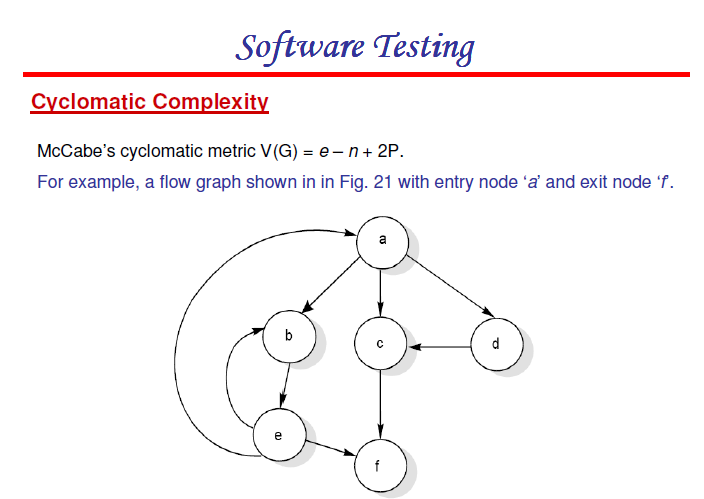 Software Testing
Cyclomatic Complexity
McCabe's cyclomatic metric V(G) = e – n + 2P.
For example, a flow graph shown in in Fig. 21 with entry node ‘a’ and exit node ‘f’.
a
b
c
d
e
f